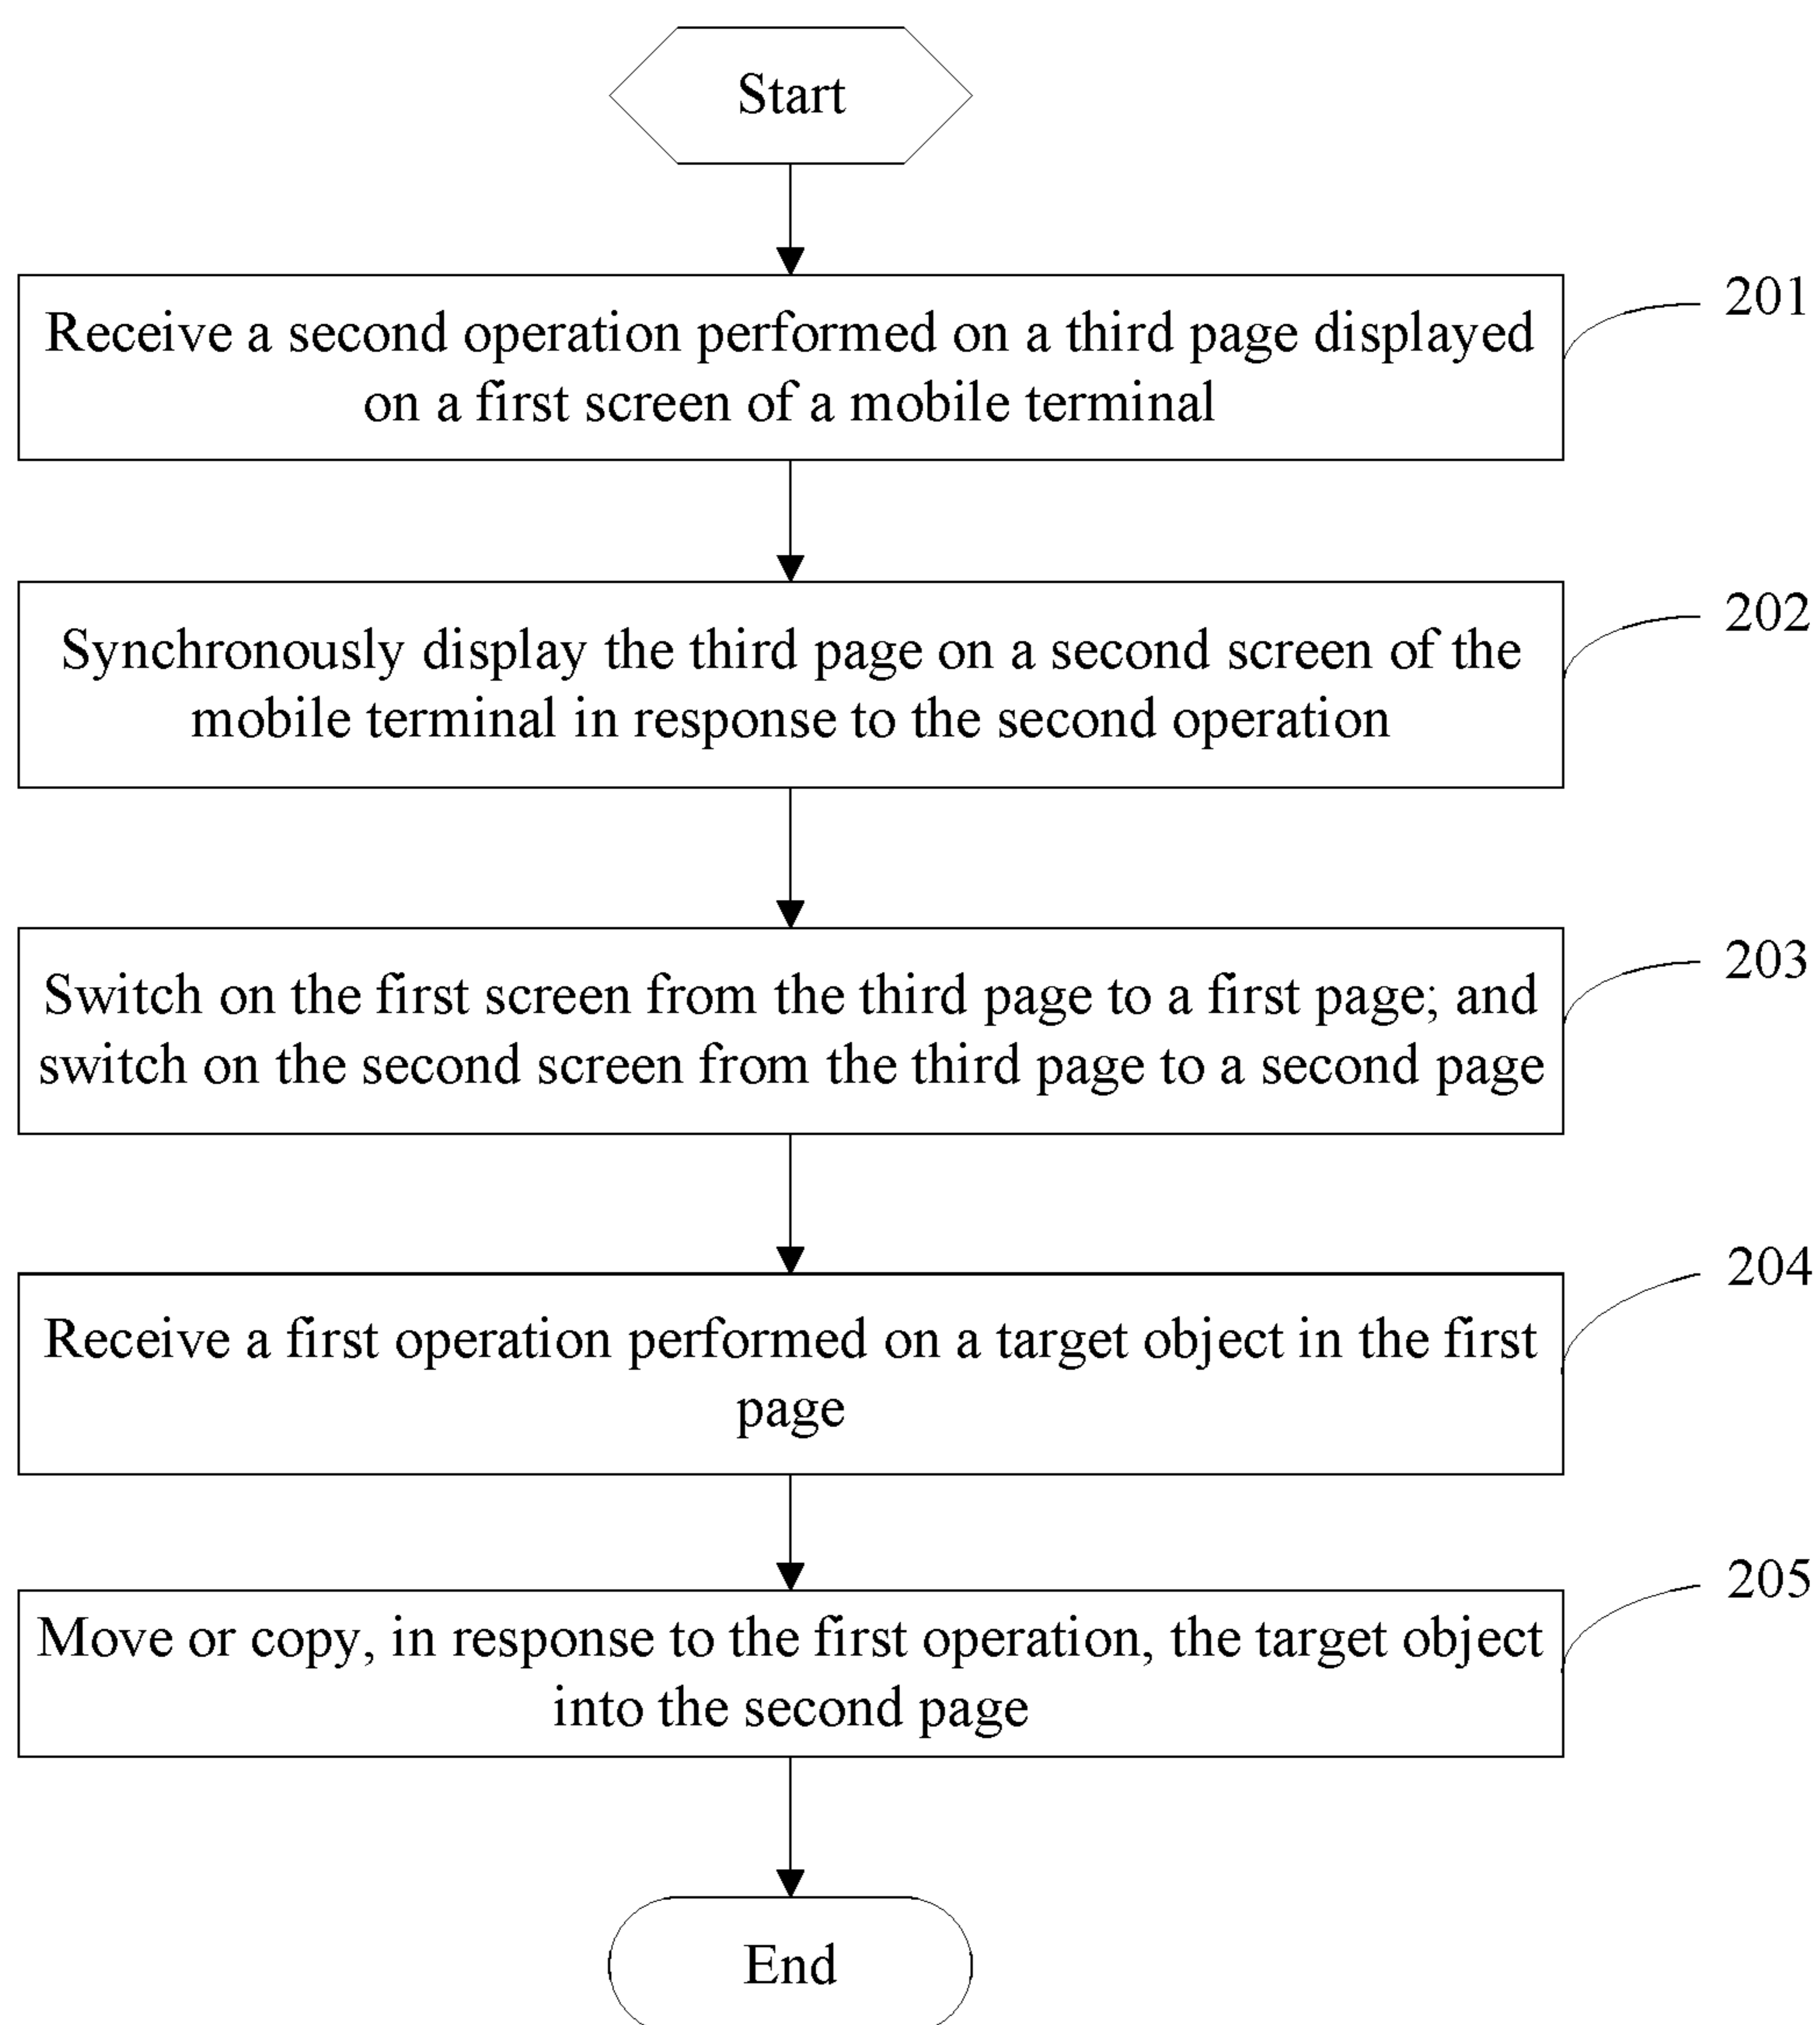 Start
Receive a second operation performed on a third page displayed
on a first screen of a mobile terminal
201
Synchronously display the third page on a second screen of the
mobile terminal in response to the second operation
202
Switch on the first screen from the third page to a first page; and
switch on the second screen from the third page to a second page
203
Receive a first operation performed on a target object in the first
page
204
Move or copy, in response to the first operation, the target object
into the second page
205
End